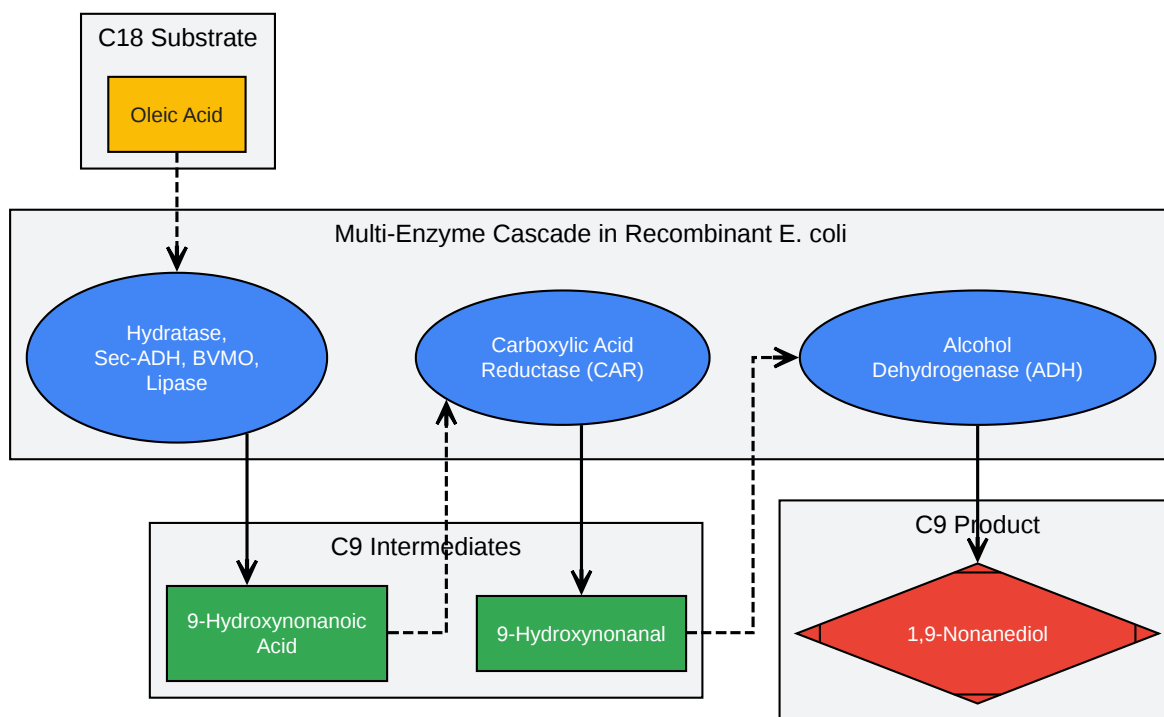 C18 Substrate
Oleic Acid
Multi-Enzyme Cascade in Recombinant E. coli
Hydratase,
Sec-ADH, BVMO,
Lipase
Carboxylic Acid
Reductase (CAR)
Alcohol
Dehydrogenase (ADH)
C9 Intermediates
9-Hydroxynonanoic
Acid
9-Hydroxynonanal
C9 Product
1,9-Nonanediol